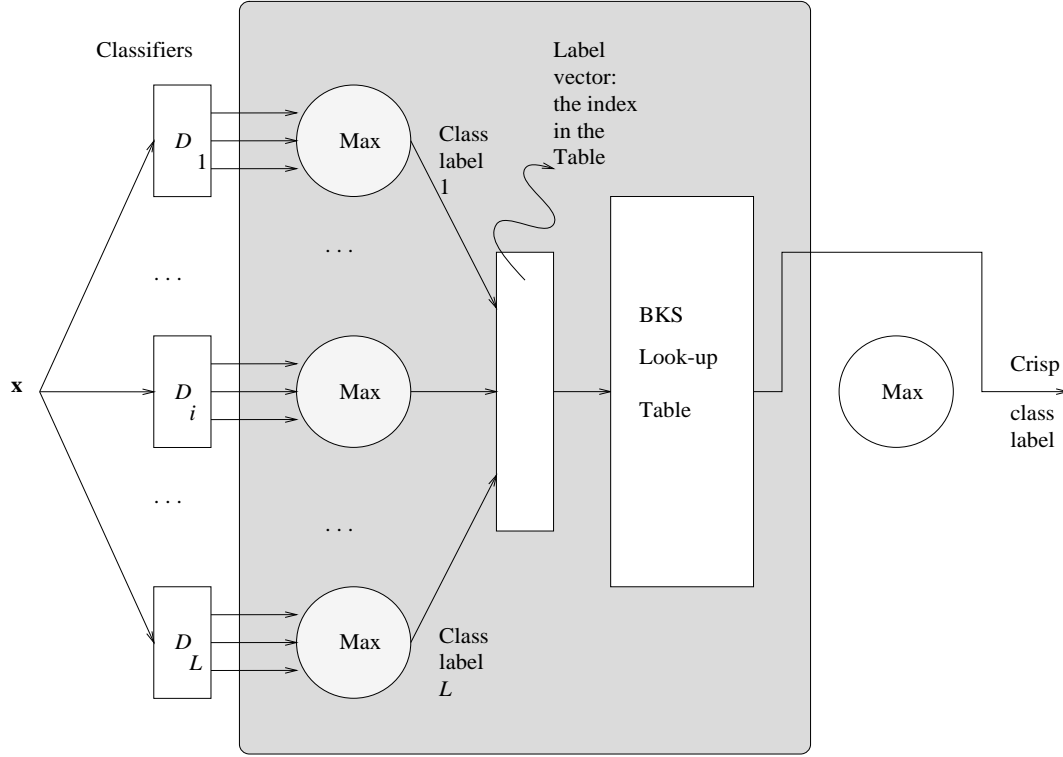 Classifiers
Label
vector:
the index
in the
Table
D 1
Max
Class
label
1
. . .
. . .
x
D i
Max
BKS
Look-up
Table
Max
Crisp
class
label
. . .
. . .
D L
Max
Class
label
L